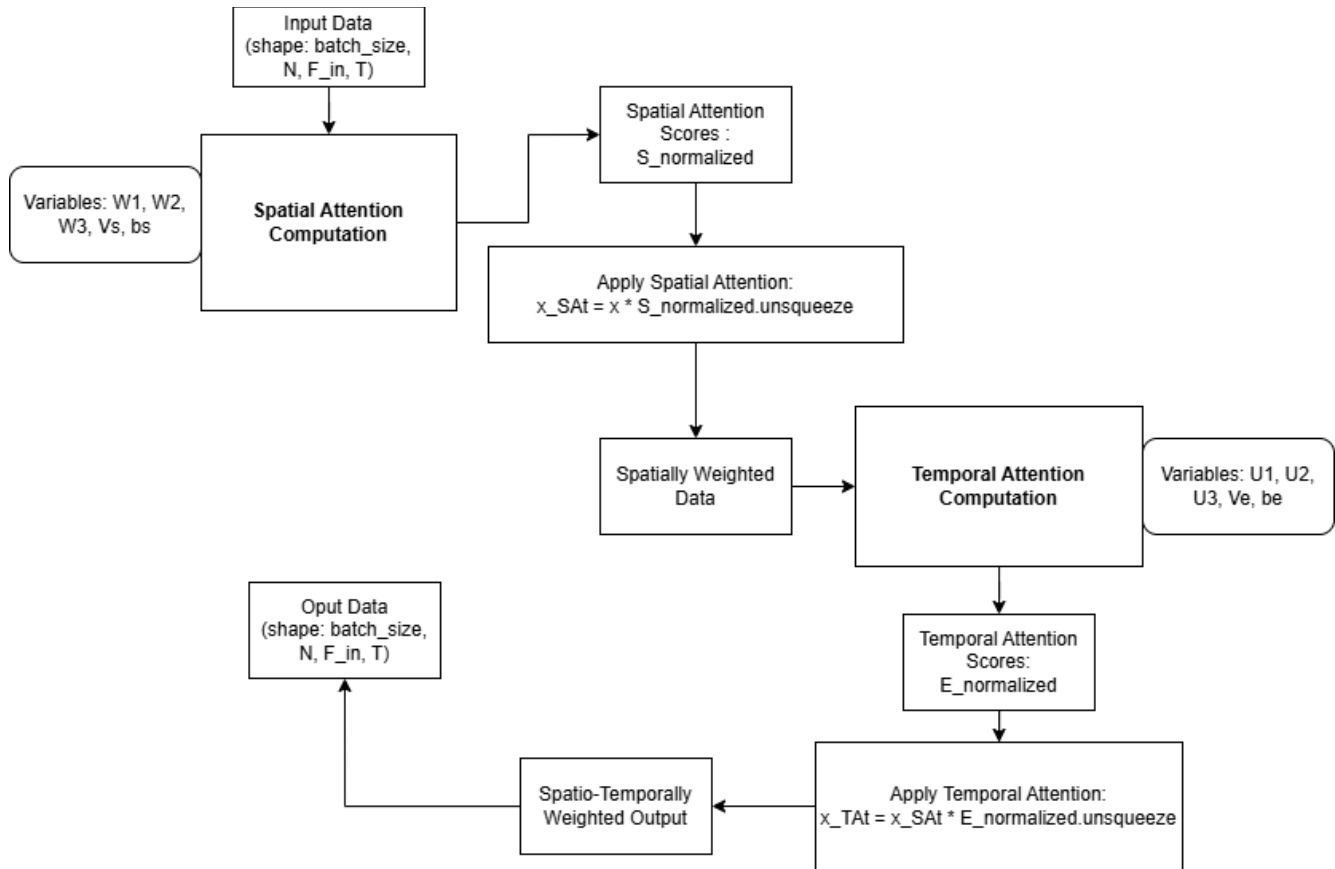 Input Data
(shape: batch_size,
N, F_in, T)
Spatial Attention
Scores :
S_normalized
Variables: W1, W2,
W3, Vs, bs
Spatial Attention
Computation
Apply Spatial Attention:
x_SAt = x * S_normalized.unsqueeze
Spatially Weighted
Data
Temporal Attention
Computation
Variables: U1, U2,
U3, Ve, be
Temporal Attention
Scores:
E_normalized
Apply Temporal Attention:
x_TAt = x_SAt * E_normalized.unsqueeze
Spatio-Temporally
Weighted Output
Oput Data
(shape: batch_size,
N, F_in, T)